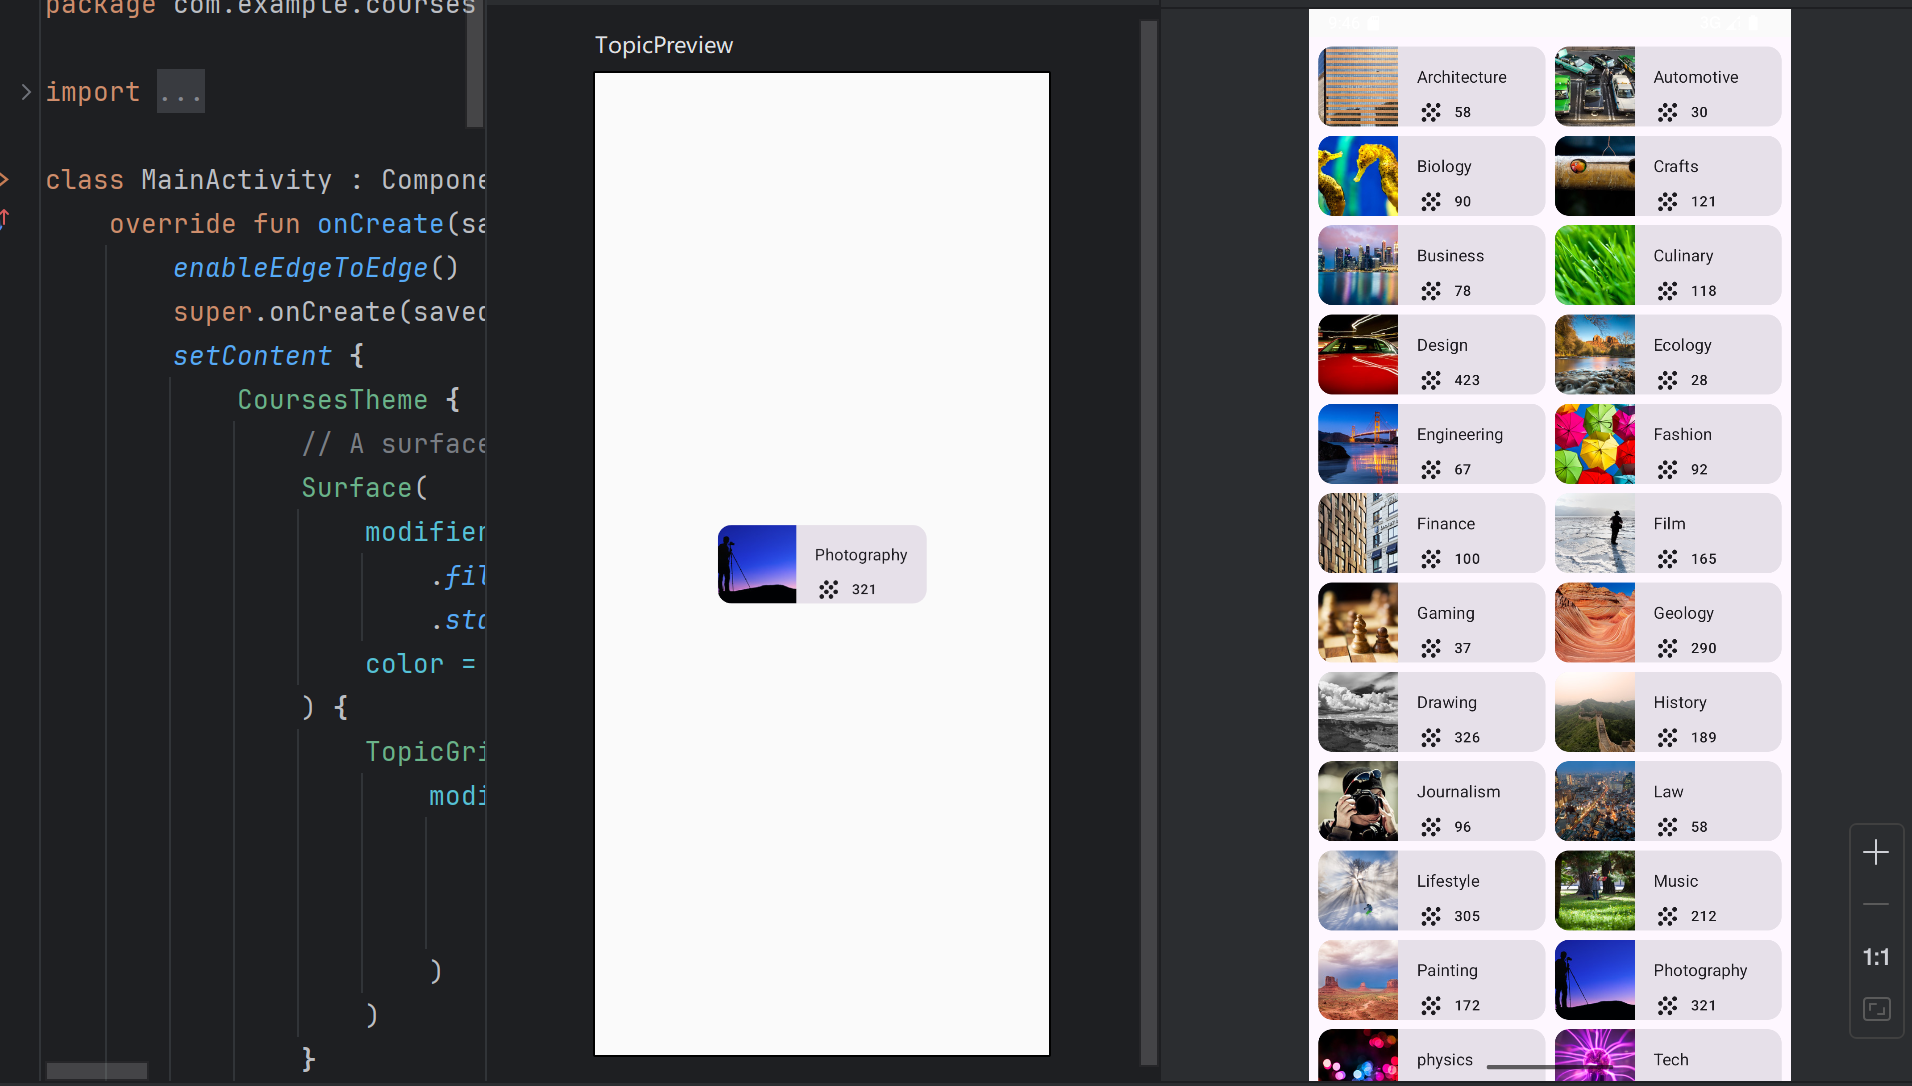 package com.example.courses
import ...
class MainActivity : Compone
override fun onCreate(sa
enableEdgeToEdge()
super.onCreate(saved
setContent {
CoursesTheme {
// A surface
Surface(
modifier
.fil
.sta
color =
) {
TopicGri
modi
)
)
}
TopicPreview
Photography
321
Architecture
58
Automotive
30
Biology
90
Crafts
121
Business
78
Culinary
118
Design
423
Ecology
28
Engineering
67
Fashion
92
Finance
100
Film
165
Gaming
37
Geology
290
Drawing
326
History
189
Journalism
96
Law
58
Lifestyle
305
Music
212
Painting
172
Photography
321
physics
Tech
1:1